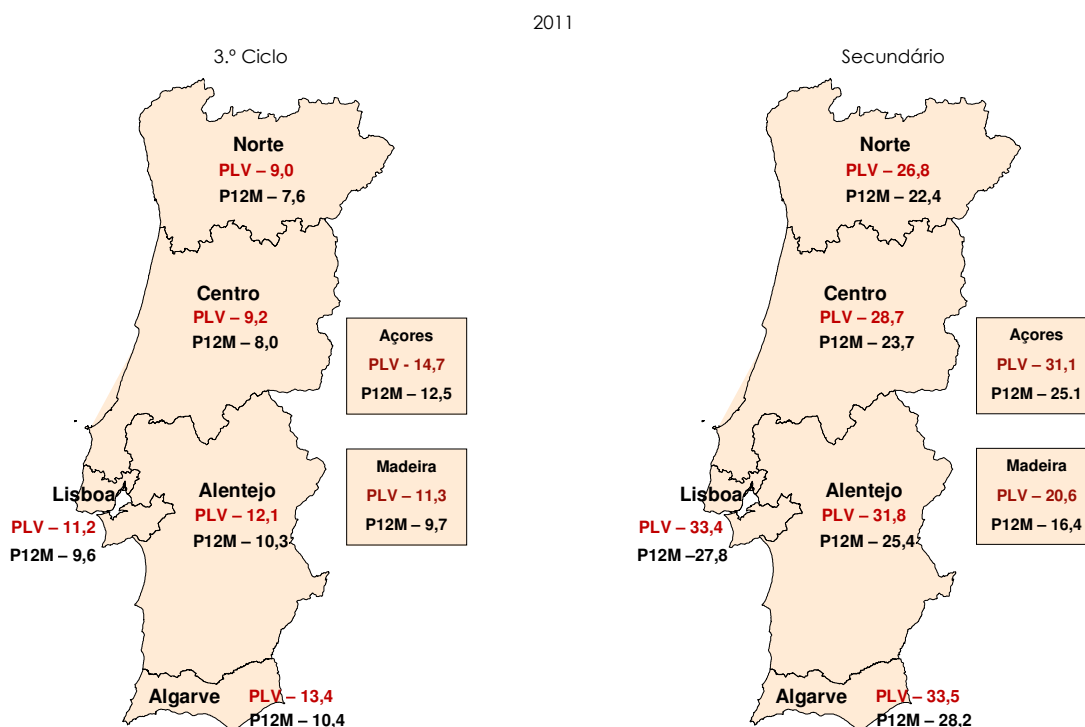 2011
3.º Ciclo
Norte
PLV – 9,0
P12M – 7,6
Centro
PLV – 9,2
P12M – 8,0
Açores
PLV - 14,7
P12M – 12,5
Madeira
PLV – 11,3
P12M – 9,7
Lisboa
PLV – 11,2
P12M – 9,6
Alentejo
PLV – 12,1
P12M – 10,3
Algarve
PLV – 13,4
P12M – 10,4
Secundário
Norte
PLV – 26,8
P12M – 22,4
Centro
PLV – 28,7
P12M – 23,7
Açores
PLV – 31,1
P12M – 25.1
Madeira
PLV – 20,6
P12M – 16,4
Lisboa
PLV – 33,4
P12M –27,8
Alentejo
PLV – 31,8
P12M – 25,4
Algarve
PLV – 33,5
P12M – 28,2